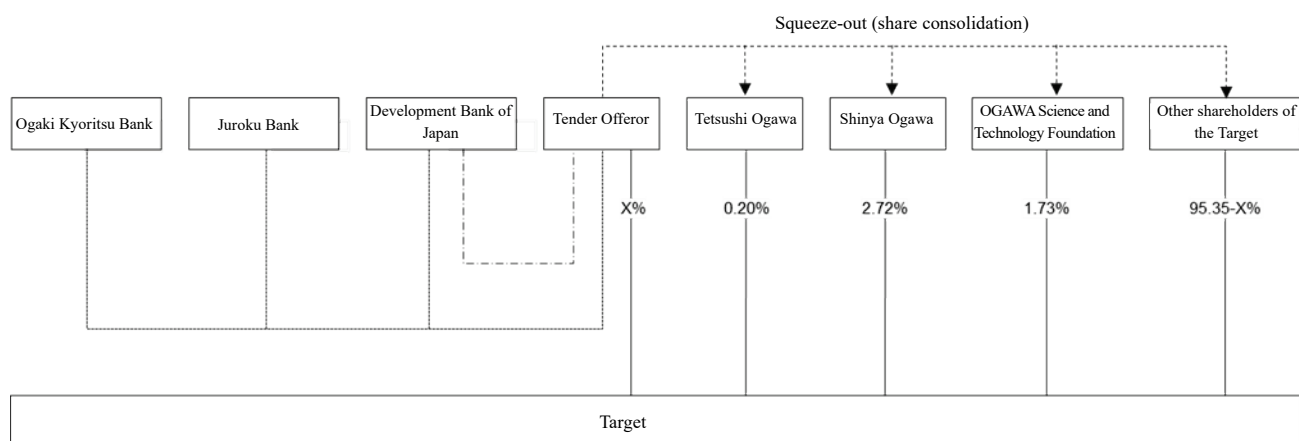 Squeeze-out (share consolidation)
Ogaki Kyoritsu Bank
Juroku Bank
Development Bank of
Japan
Tender Offeror
Tetsushi Ogawa
Shinya Ogawa
OGAWA Science and
Technology Foundation
Other shareholders of
the Target
X%
0.20%
2.72%
1.73%
95.35-X%
Target